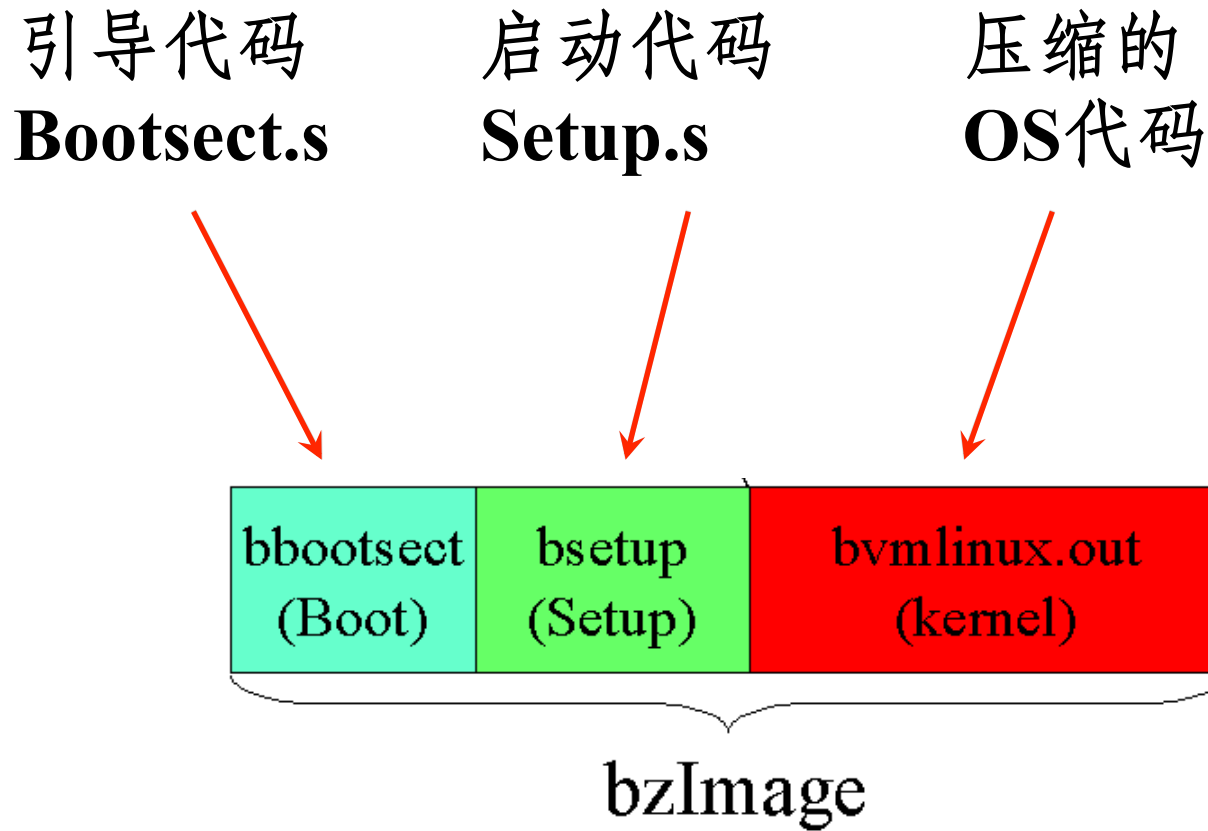 引导代码
Bootsect.s
启动代码
Setup.s
压缩的
OS代码
bbootsect
(Boot)
bsetup
(Setup)
bvmlinux.out
(kernel)
bzImage